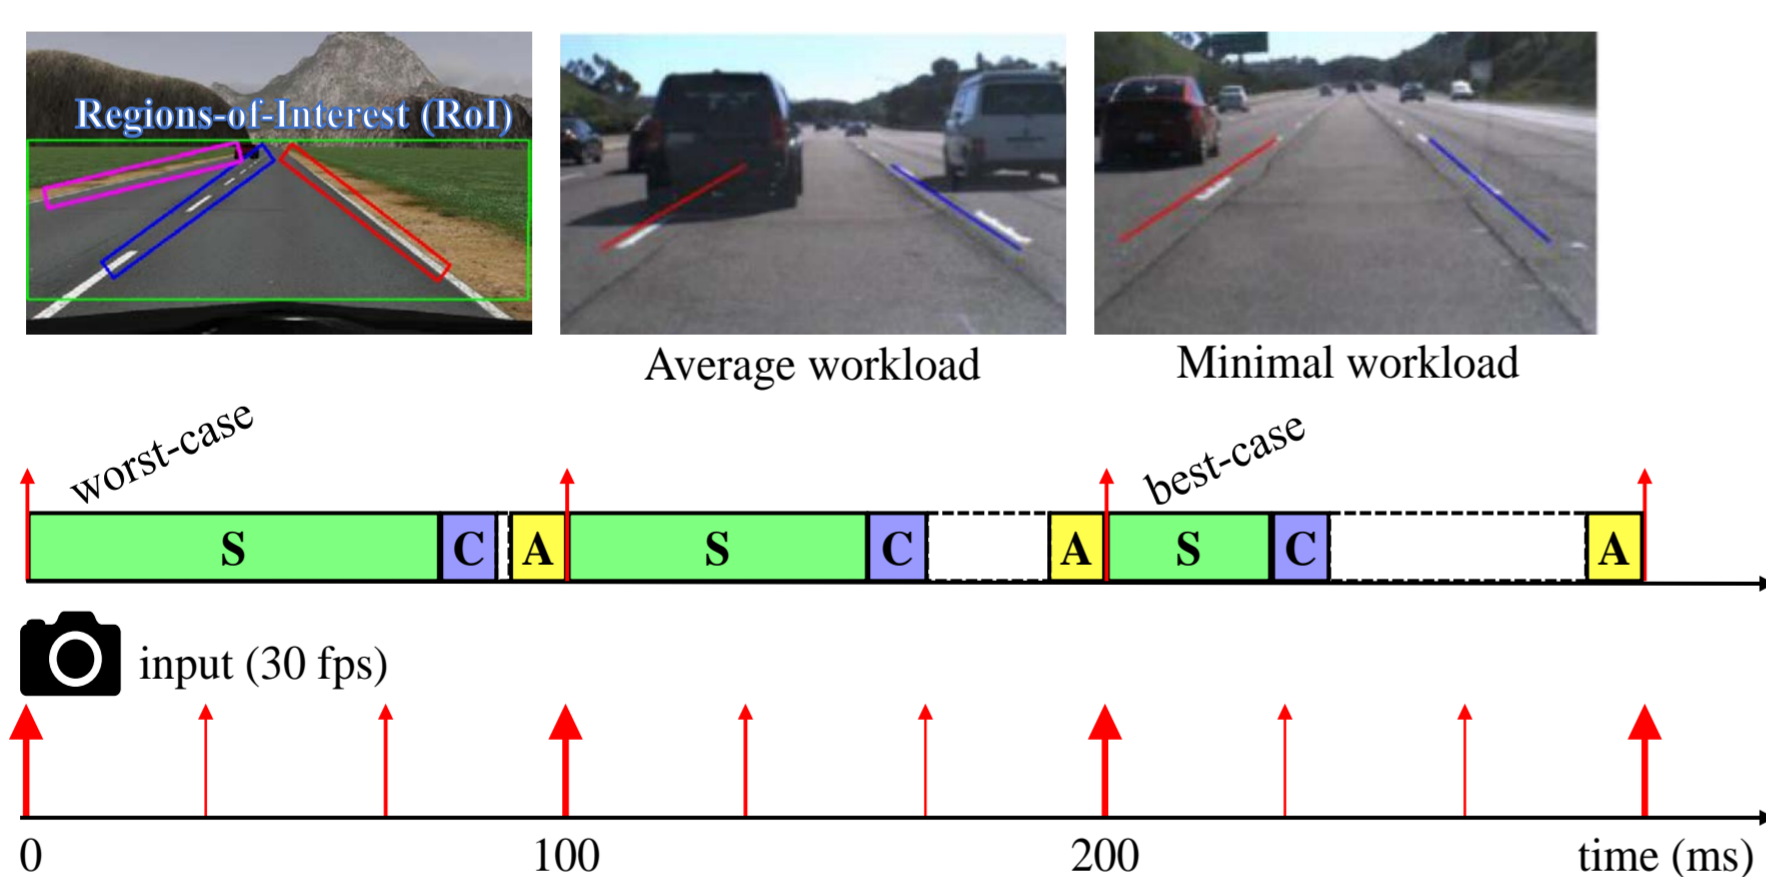 Regions-of-Interest (RoI)
Average workload
Minimal workload
worst-case
best-case
S
C
A
S
C
A
S
C
A
input (30 fps)
0
100
200
time (ms)